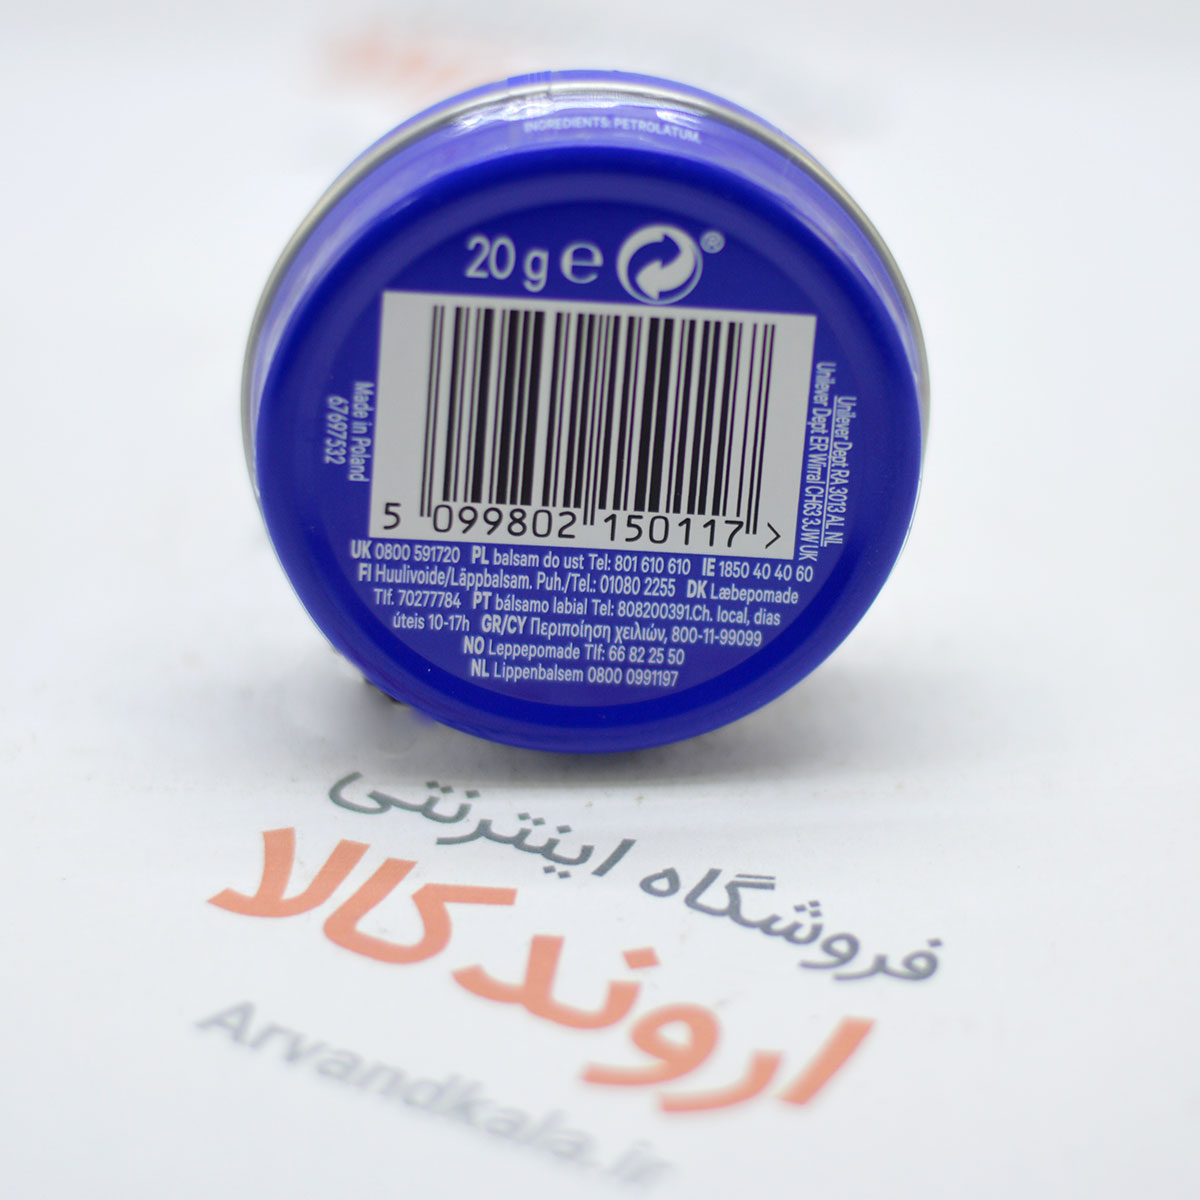 INGREDIENTS: PETROLATUM.
20 g e ®
5 099802 150117 >
Made in Poland
67697532
Unilever Dept RA 3013 AL NL
Unilever Dept ER Wirral CH63 3JW UK
UK 0800 591720 PL balsam do ust Tel: 801 610 610 IE 1850 40 40 60
FI Huulivoide/Läppbalsam. Puh./Tel.: 01080 2255 DK Læbepomade
Tlf. 70277784 PT bálsamo labial Tel: 808200391.Ch. local, dias
úteis 10-17h GR/CY Περιποίηση χειλιών, 800-11-99099
NO Leppepomade Tlf: 66 82 25 50
NL Lippenbalsem 0800 0991197
فروشگاه اینترنتی
اروند کالا
Arvandkala.ir